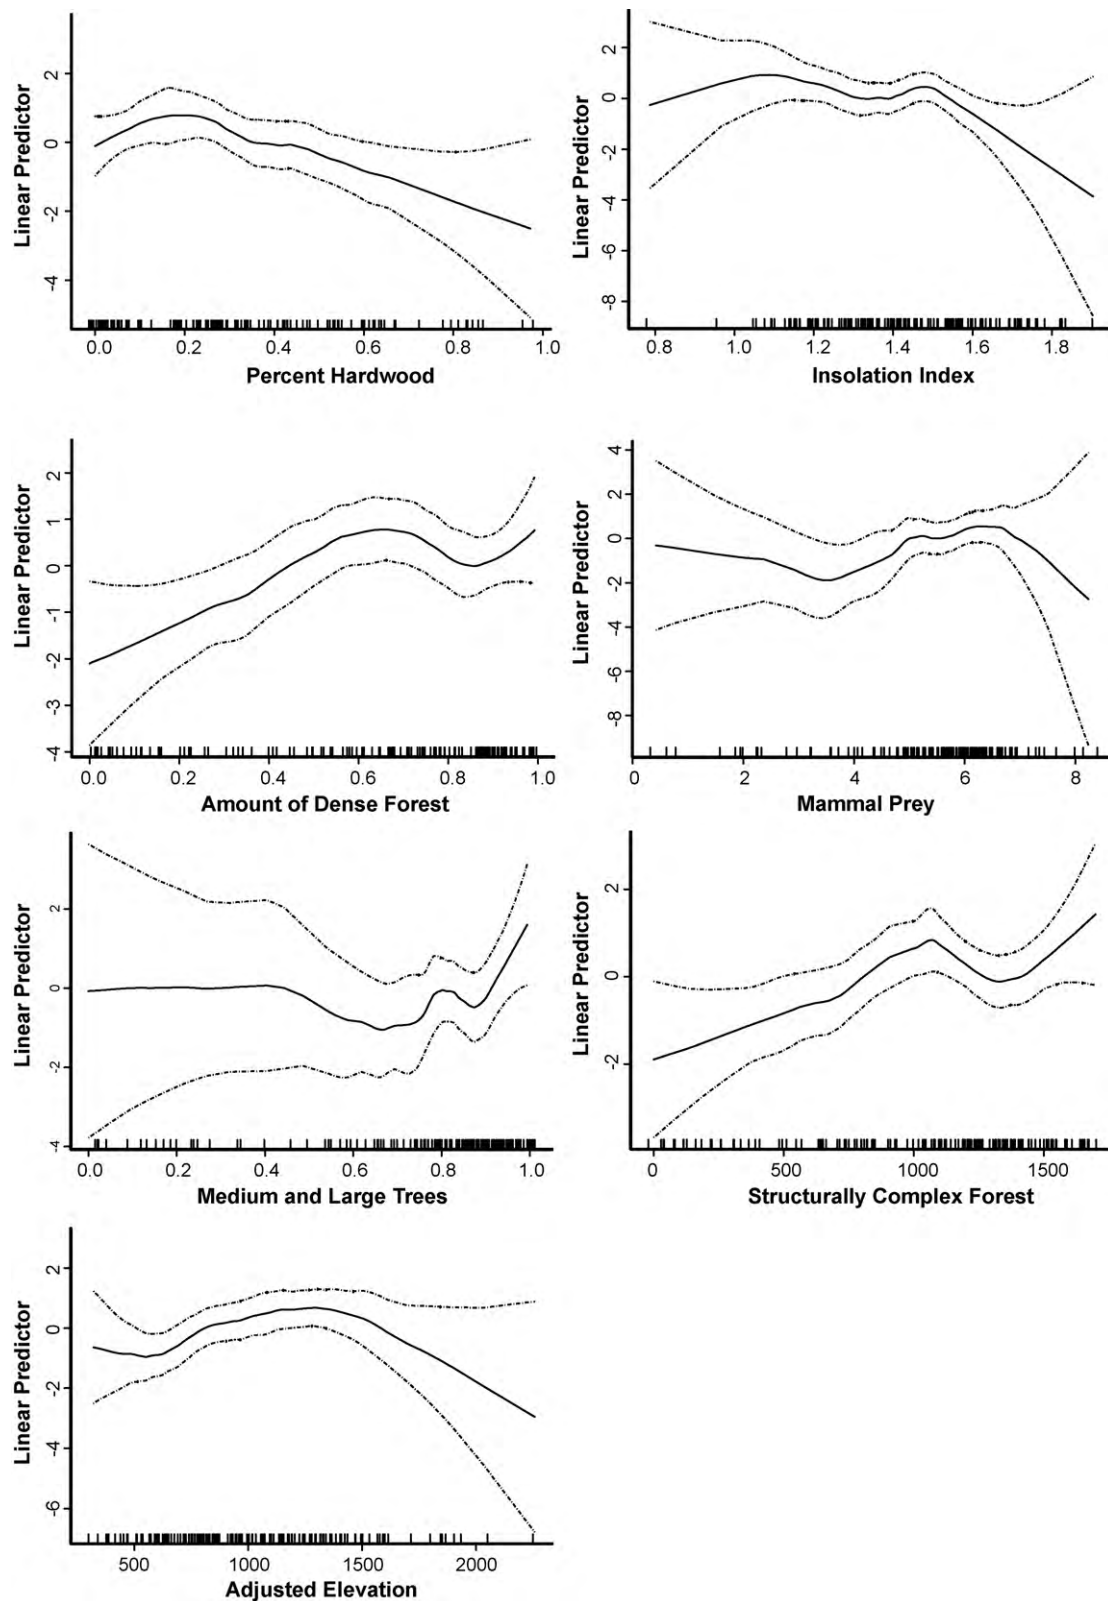 2
0
-2
-4
Linear Predictor
0.0 0.2 0.4 0.6 0.8 1.0
Percent Hardwood
2
0
-2
-4
-6
-8
Linear Predictor
0.8 1.0 1.2 1.4 1.6 1.8
Insolation Index
2
1
0
-1
-2
-3
-4
Linear Predictor
0.0 0.2 0.4 0.6 0.8 1.0
Amount of Dense Forest
4
2
0
-2
-4
-6
-8
Linear Predictor
2 4 6 8
Mammal Prey
2
0
-2
-4
Linear Predictor
0.0 0.2 0.4 0.6 0.8 1.0
Medium and Large Trees
2
0
-2
Linear Predictor
0 500 1000 1500
Structurally Complex Forest
2
0
-2
-4
-6
Linear Predictor
500 1000 1500 2000
Adjusted Elevation